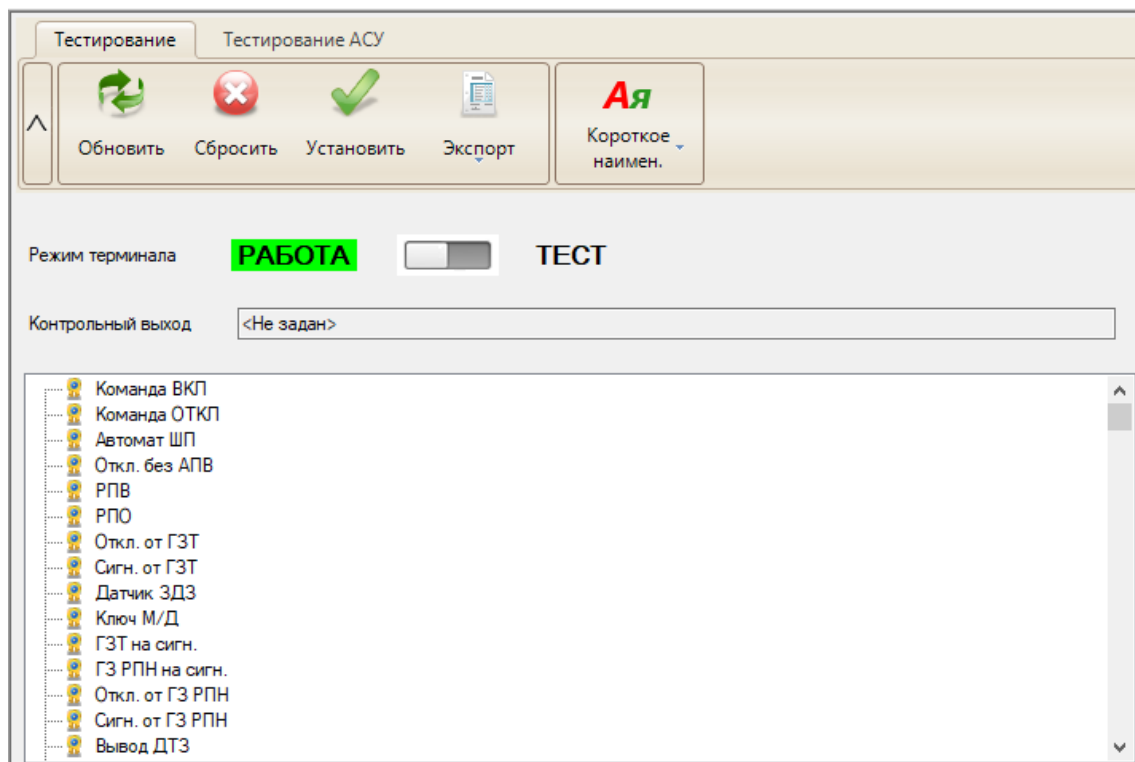 Тестирование Тестирование АСУ
Обновить Сбросить Установить Экспорт
Ая
Короткое
наимен.
Режим терминала РАБОТА ТЕСТ
Контрольный выход <Не задан>
Команда ВКЛ
Команда ОТКЛ
Автомат ШП
Откл. без АПВ
РПВ
РПО
Откл. от ГЗТ
Сигн. от ГЗТ
Датчик ЗДЗ
Ключ М/Д
ГЗТ на сигн.
ГЗ РПН на сигн.
Откл. от ГЗ РПН
Сигн. от ГЗ РПН
Вывод ДТЗ